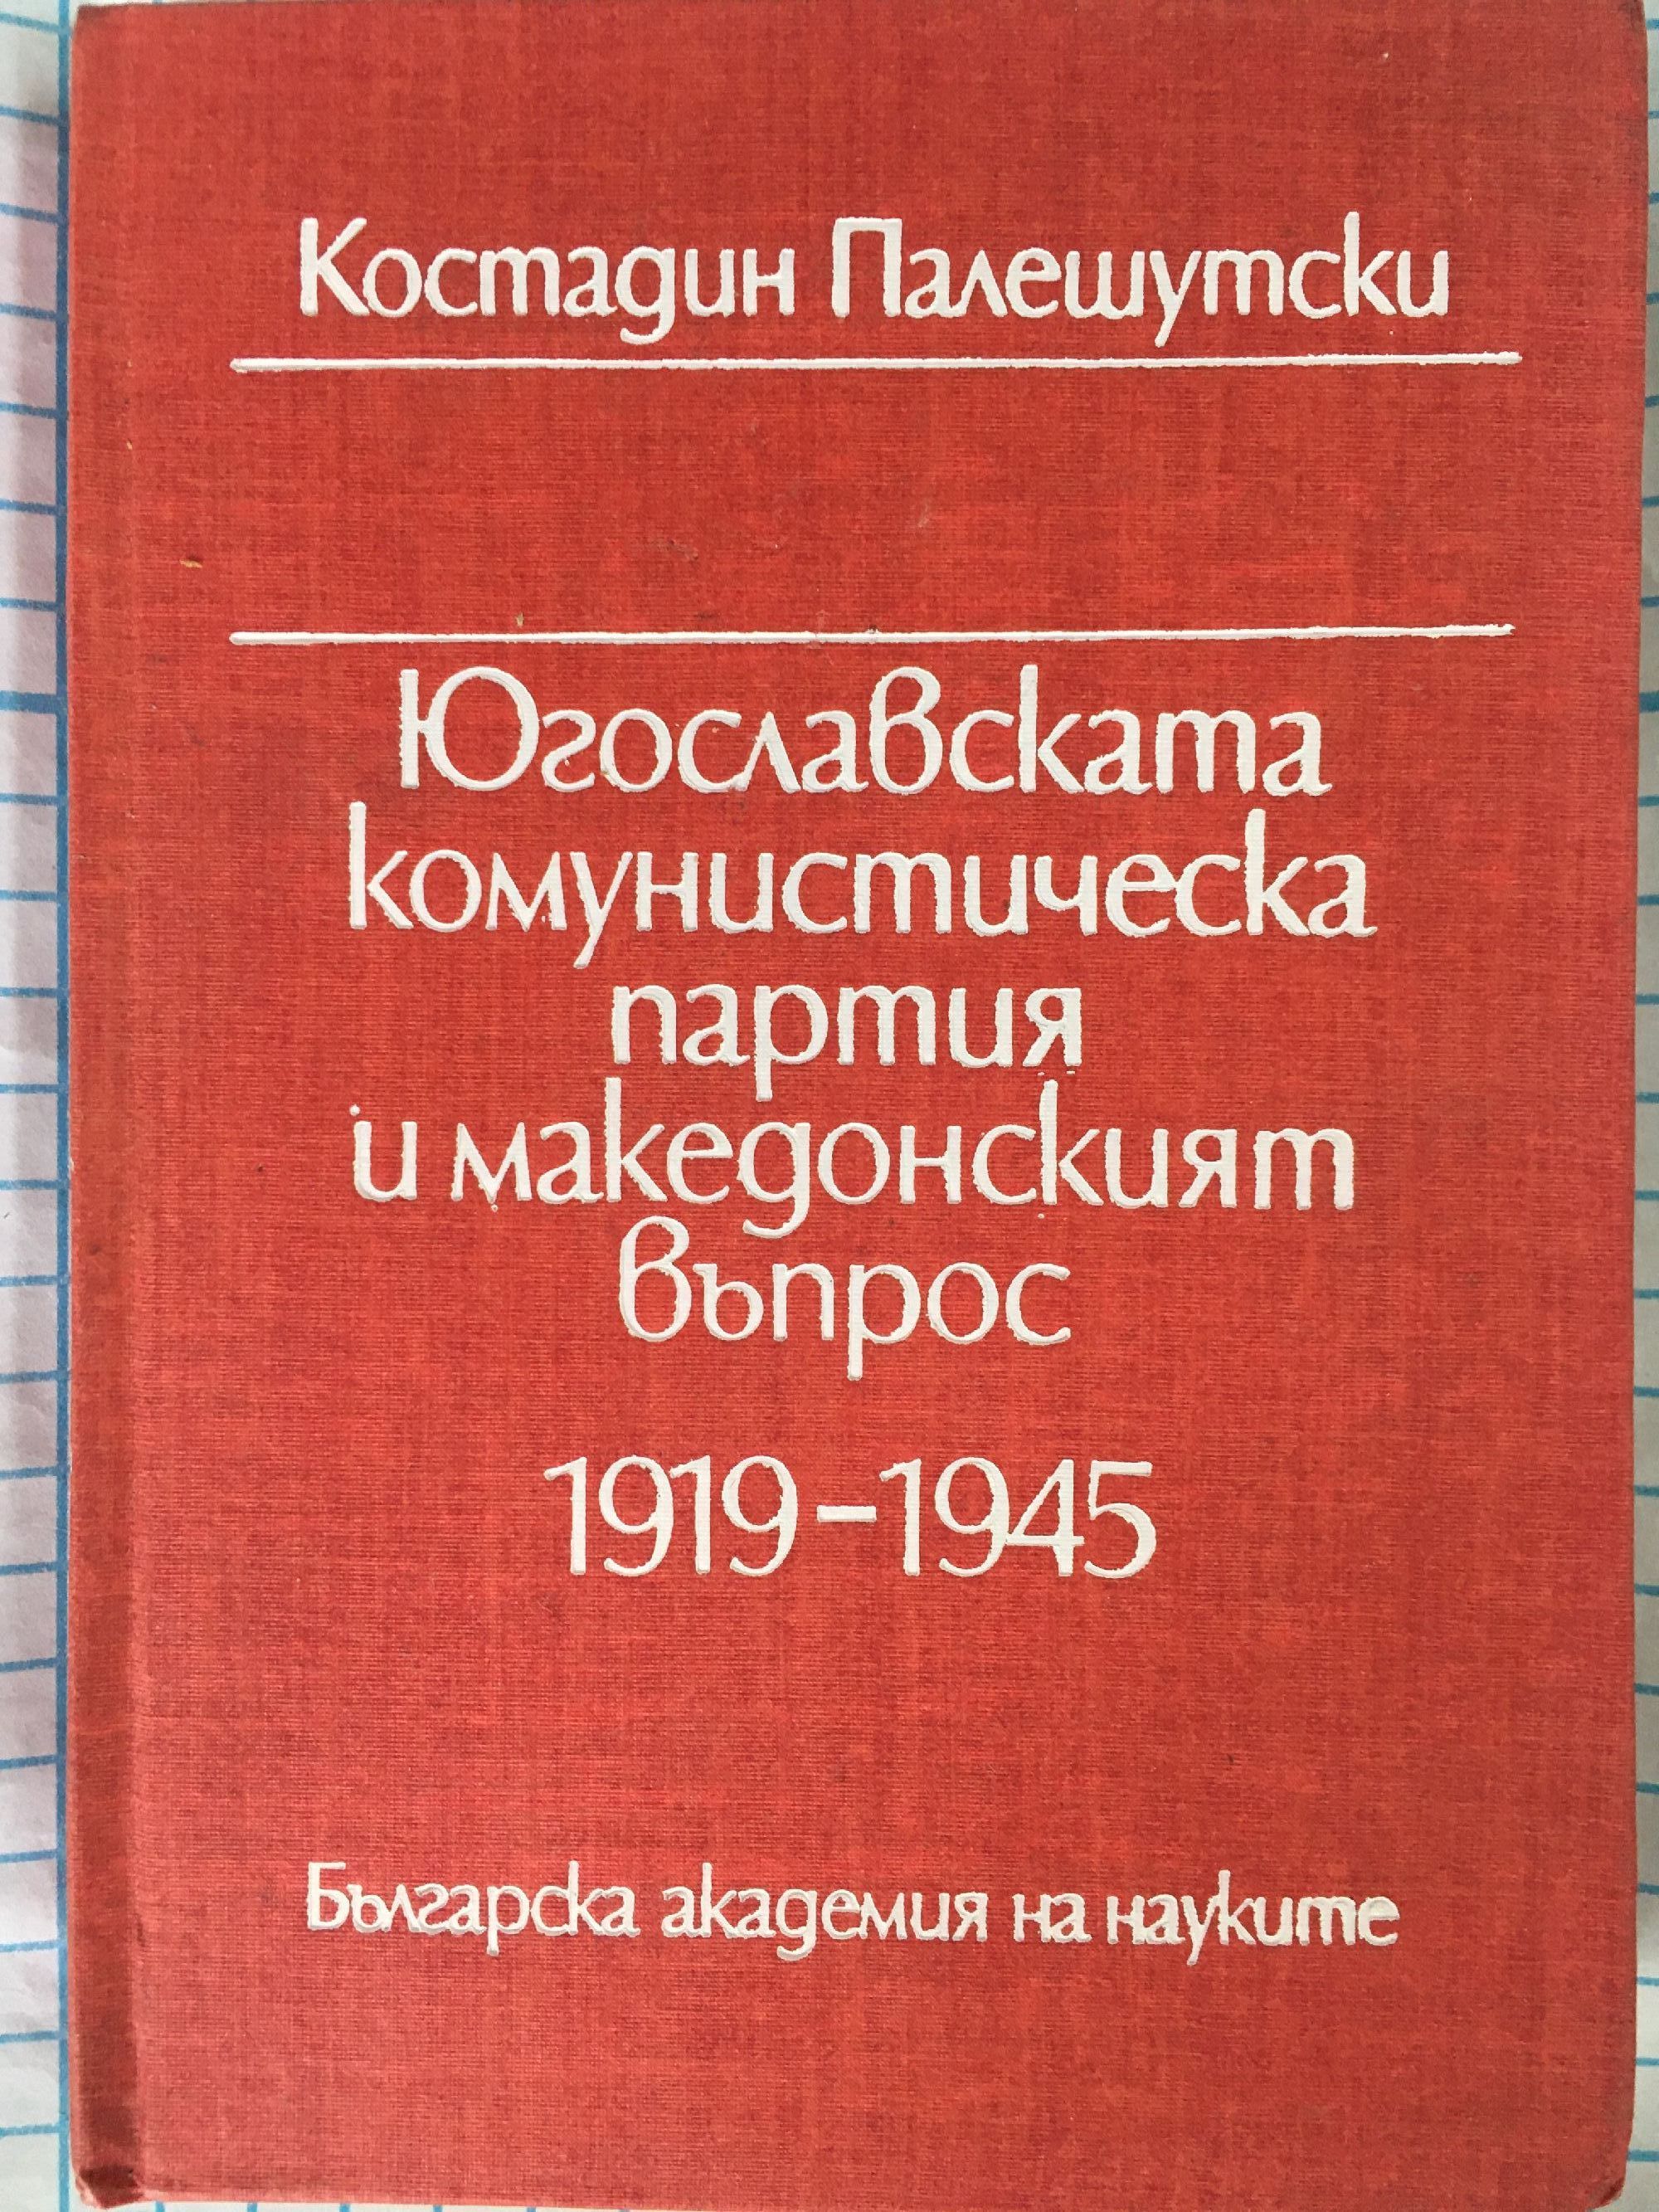 Костадин Палешутски
Югославската
комунистическа
партия
и македонският
въпрос
1919-1945
Българска академия на науките